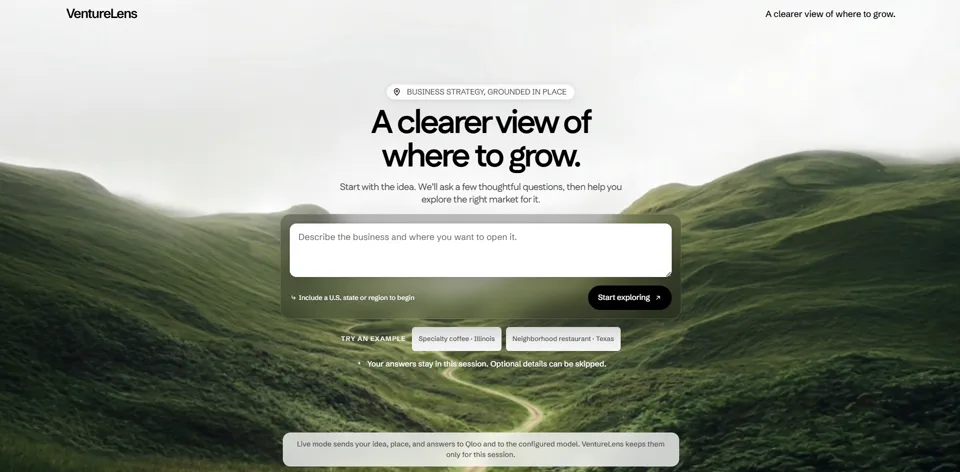 VentureLens
A clearer view of where to grow.
BUSINESS STRATEGY, GROUNDED IN PLACE
A clearer view of
where to grow.
Start with the idea. We'll ask a few thoughtful questions, then help you
explore the right market for it.
Describe the business and where you want to open it.
↳ Include a U.S. state or region to begin
Start exploring ↗
TRY AN EXAMPLE
Specialty coffee · Illinois
Neighborhood restaurant · Texas
Your answers stay in this session. Optional details can be skipped.
Live mode sends your idea, place, and answers to Qloo and to the configured model. VentureLens keeps them
only for this session.